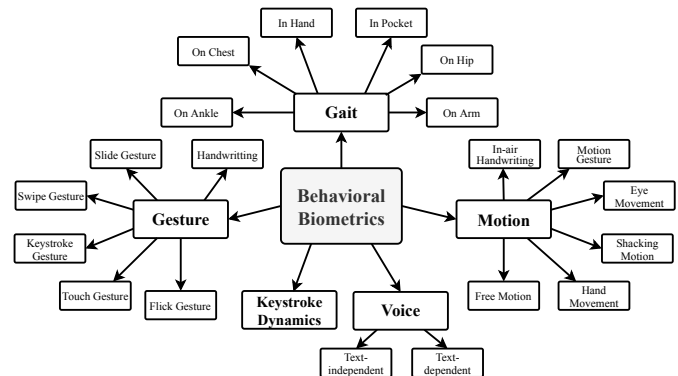 In Hand
In Pocket
On Chest
On Hip
On Ankle
Gait
On Arm
Slide Gesture
Handwritting
In-air
Handwriting
Motion
Gesture
Swipe Gesture
Gesture
Behavioral
Biometrics
Motion
Eye
Movement
Keystroke
Gesture
Shacking
Motion
Touch Gesture
Flick Gesture
Keystroke
Dynamics
Voice
Free Motion
Hand
Movement
Text-
independent
Text-
dependent